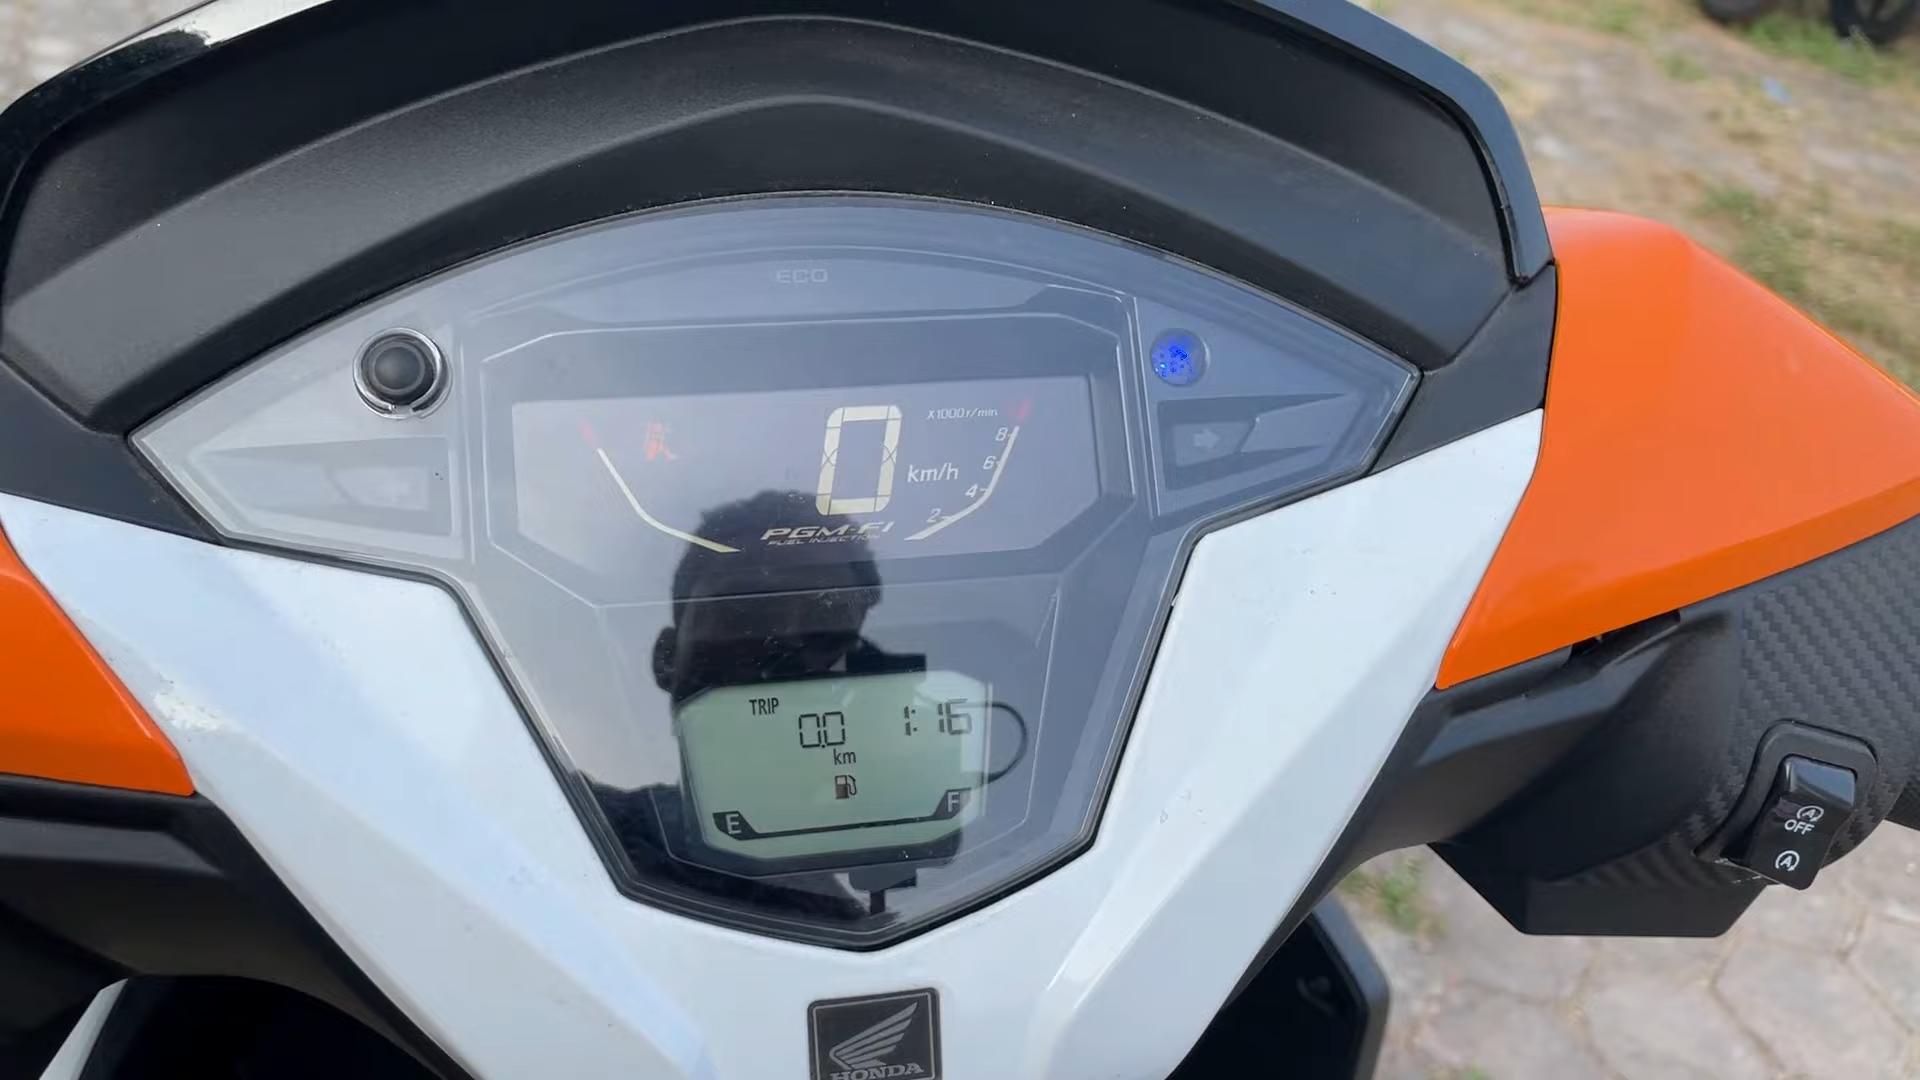 ECO
0 km/h
X1000 r/min
8
6
4
2
PGM-FI
FUEL INJECTION
TRIP
0.0
1:16
km
E
F
A
OFF
A
HONDA